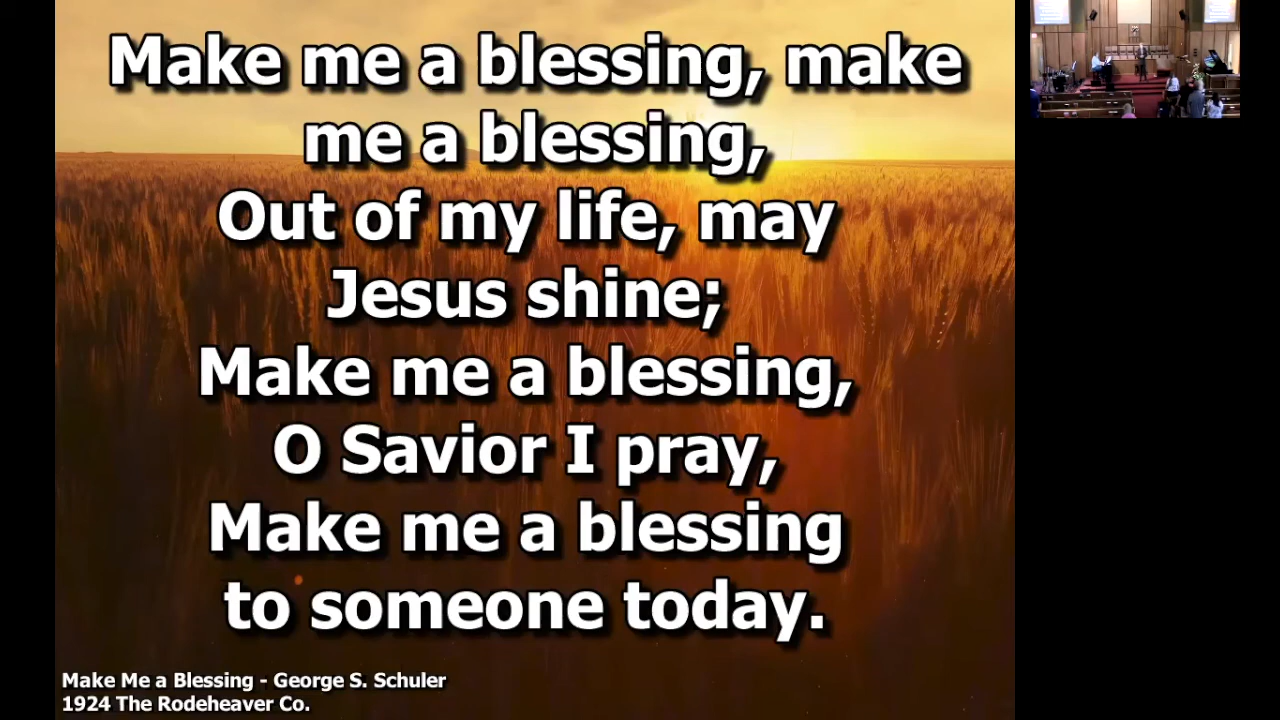 Make me a blessing, make
me a blessing,
Out of my life, may
Jesus shine;
Make me a blessing,
O Savior I pray,
Make me a blessing
to someone today.
Make Me a Blessing - George S. Schuler
1924 The Rodeheaver Co.